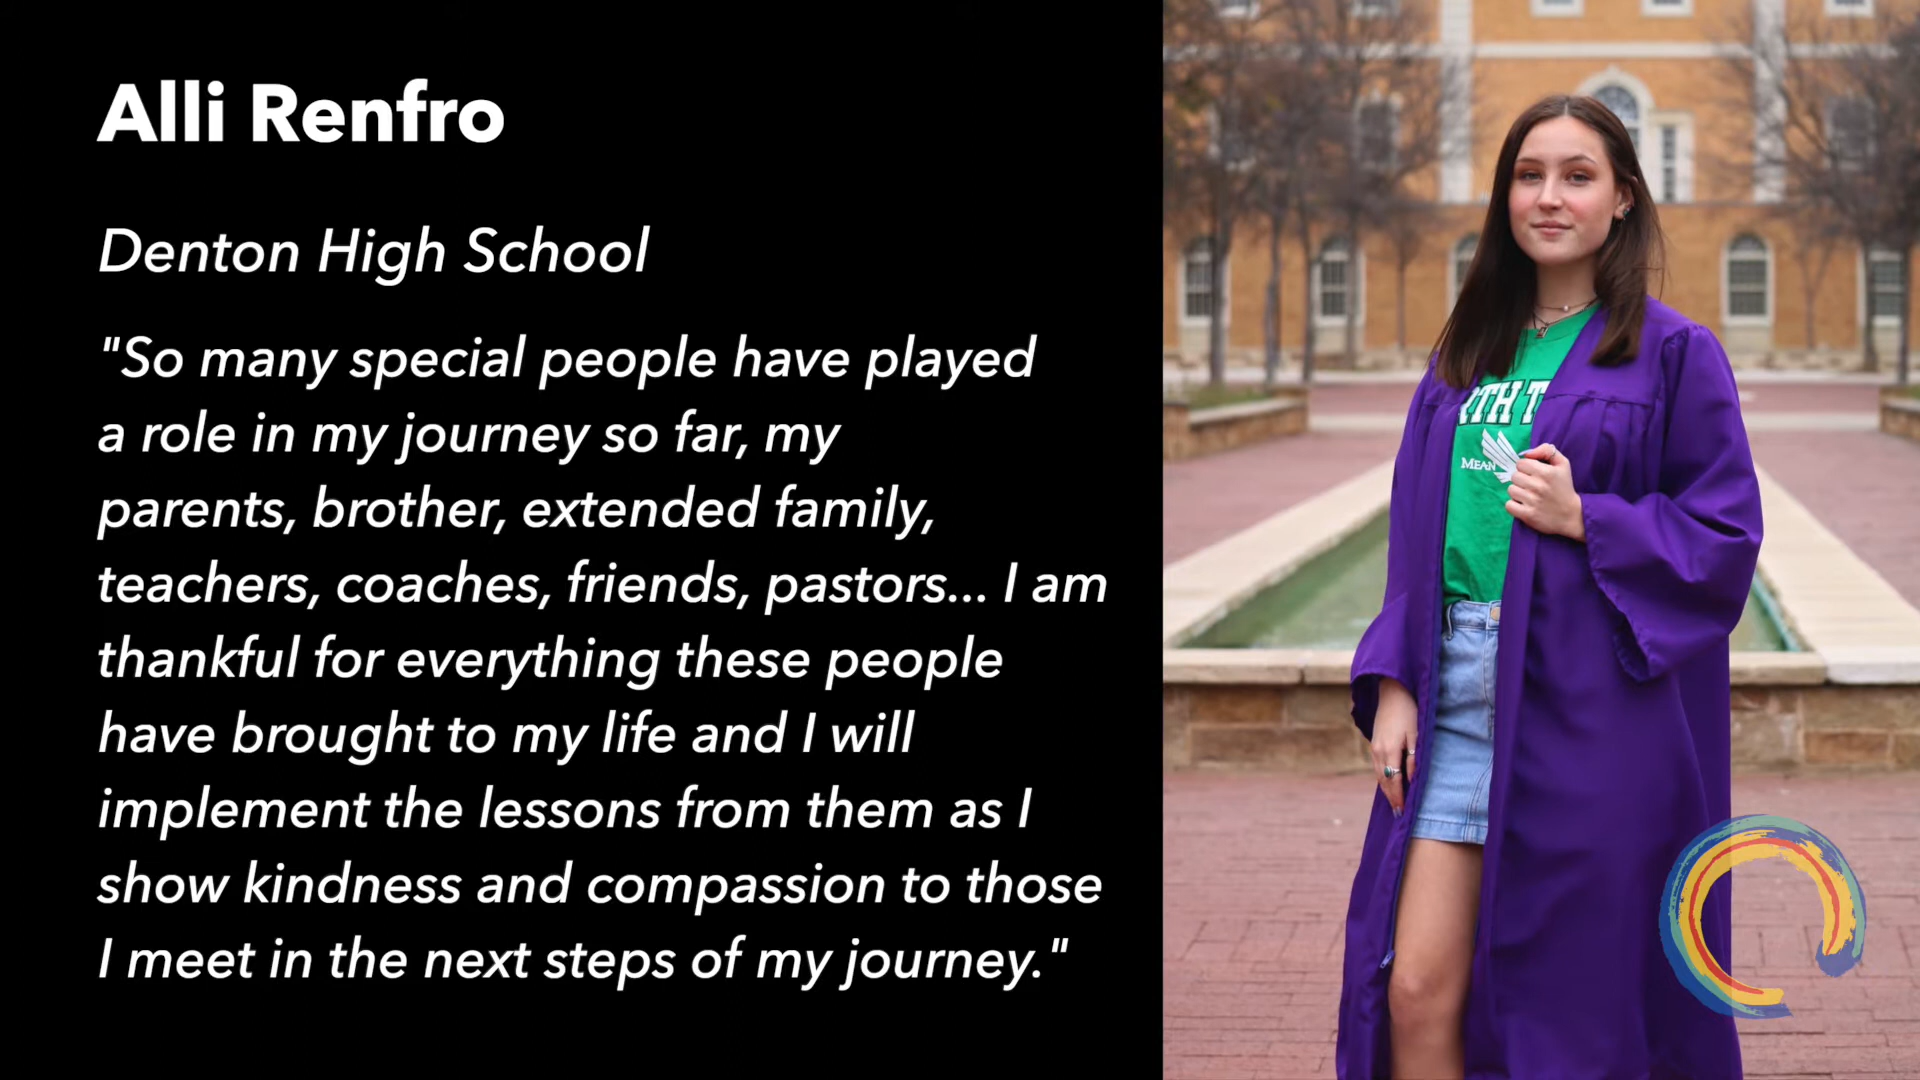 Alli Renfro
Denton High School
"So many special people have played
a role in my journey so far, my
parents, brother, extended family,
teachers, coaches, friends, pastors... I am
thankful for everything these people
have brought to my life and I will
implement the lessons from them as I
show kindness and compassion to those
I meet in the next steps of my journey."
RTH T
MEAN